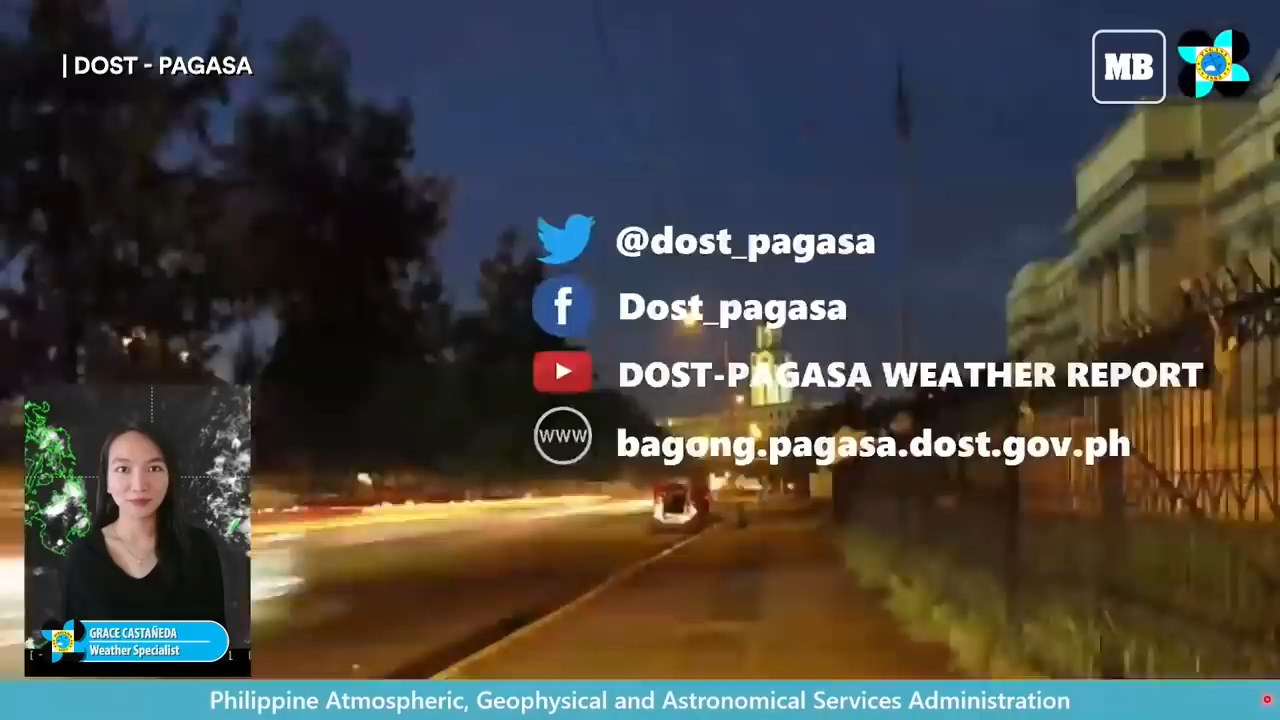 | DOST - PAGASA
MB
@dost_pagasa
Dost_pagasa
DOST-PAGASA WEATHER REPORT
WWW
bagong.pagasa.dost.gov.ph
GRACE CASTAÑEDA
Weather Specialist
Philippine Atmospheric, Geophysical and Astronomical Services Administration